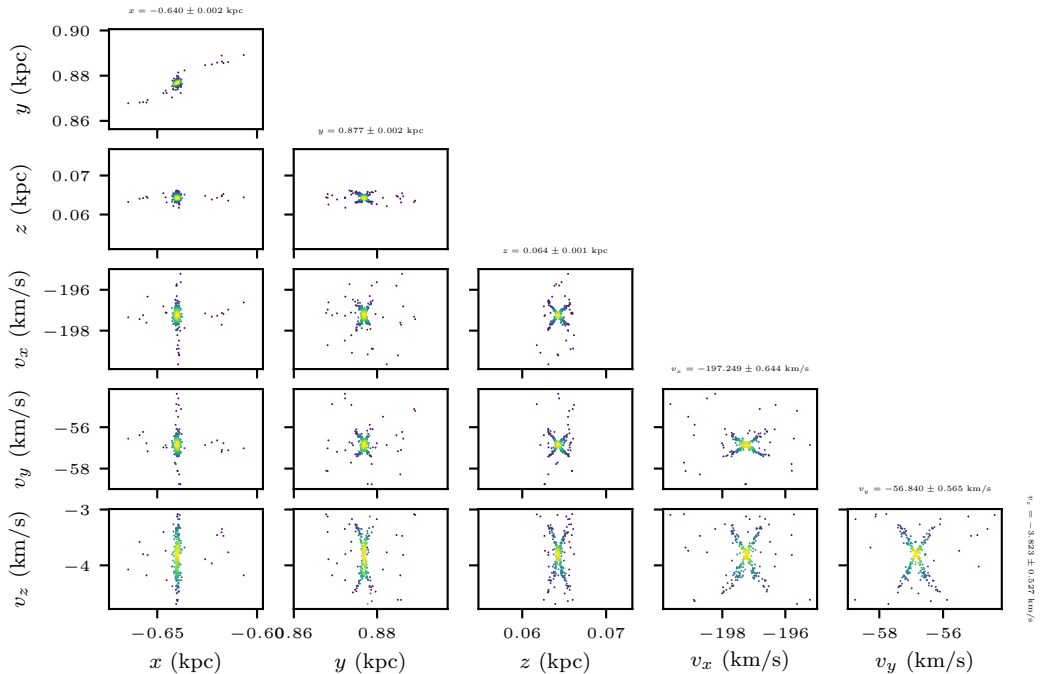 x = −0.640 ± 0.002 kpc
0.90
0.88
0.86
y (kpc)
y = 0.877 ± 0.002 kpc
0.07
0.06
z (kpc)
z = 0.064 ± 0.001 kpc
−196
−198
v_x (km/s)
v_x = −197.249 ± 0.644 km/s
−56
−58
v_y (km/s)
v_y = −56.840 ± 0.565 km/s
−3
−4
v_z (km/s)
v_z = −3.823 ± 0.527 km/s
−0.65 −0.60 0.86 0.88 0.06 0.07 −198 −196 −58 −56
x (kpc) y (kpc) z (kpc) v_x (km/s) v_y (km/s)